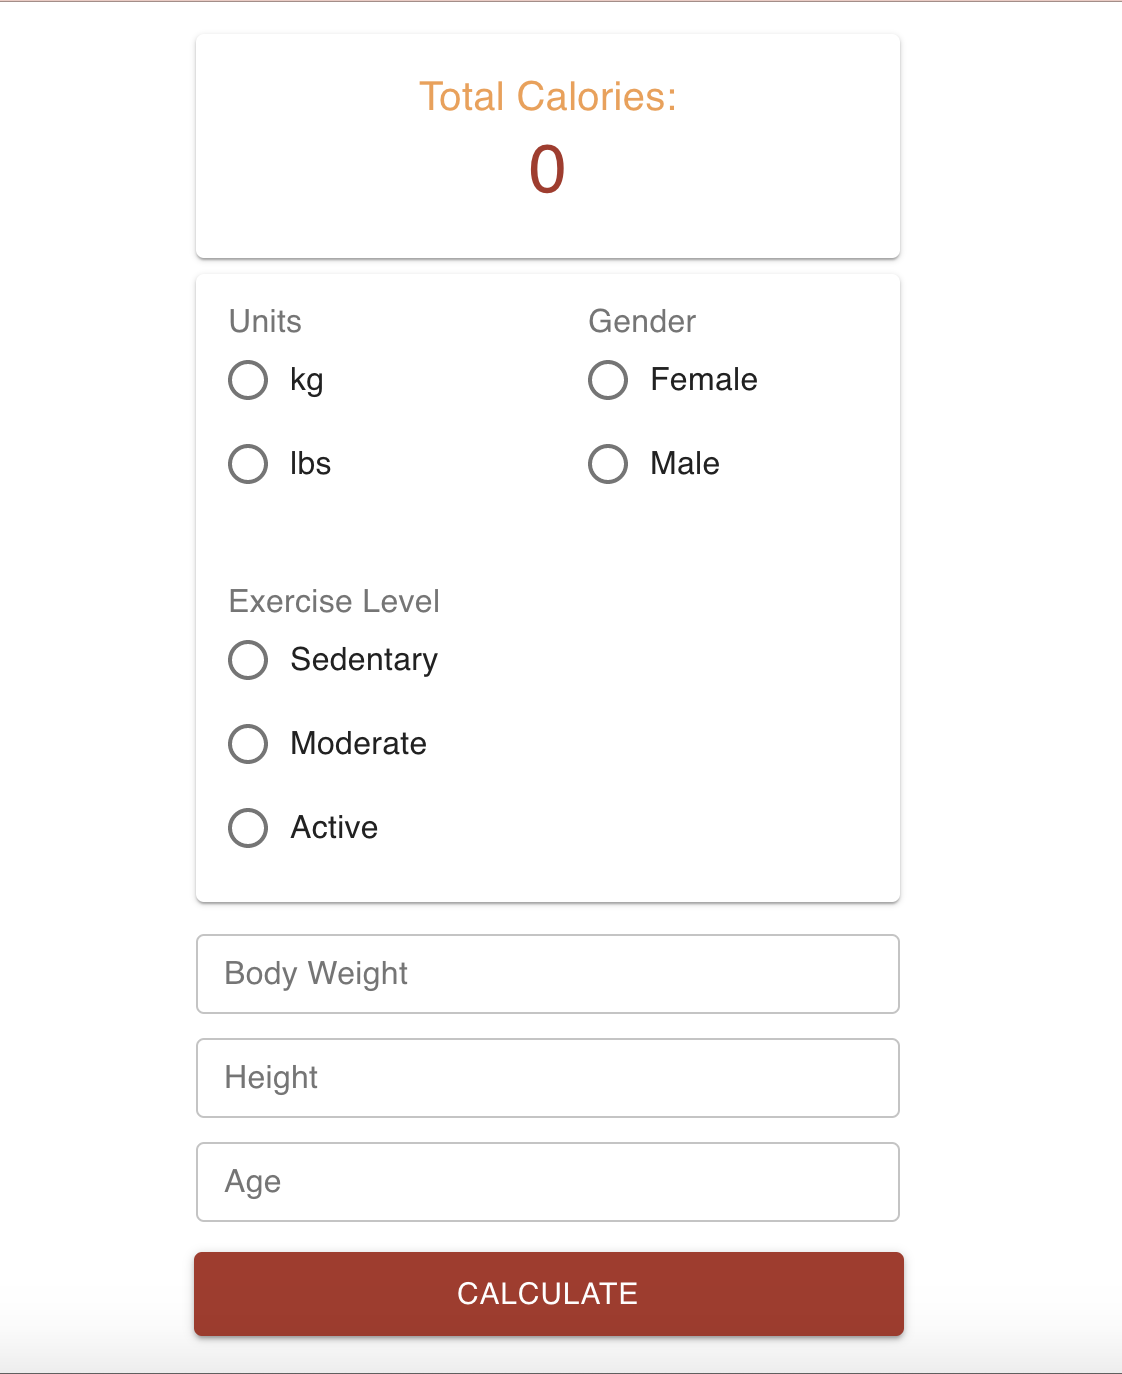 Total Calories:
0
Units
kg
lbs
Gender
Female
Male
Exercise Level
Sedentary
Moderate
Active
Body Weight
Height
Age
CALCULATE